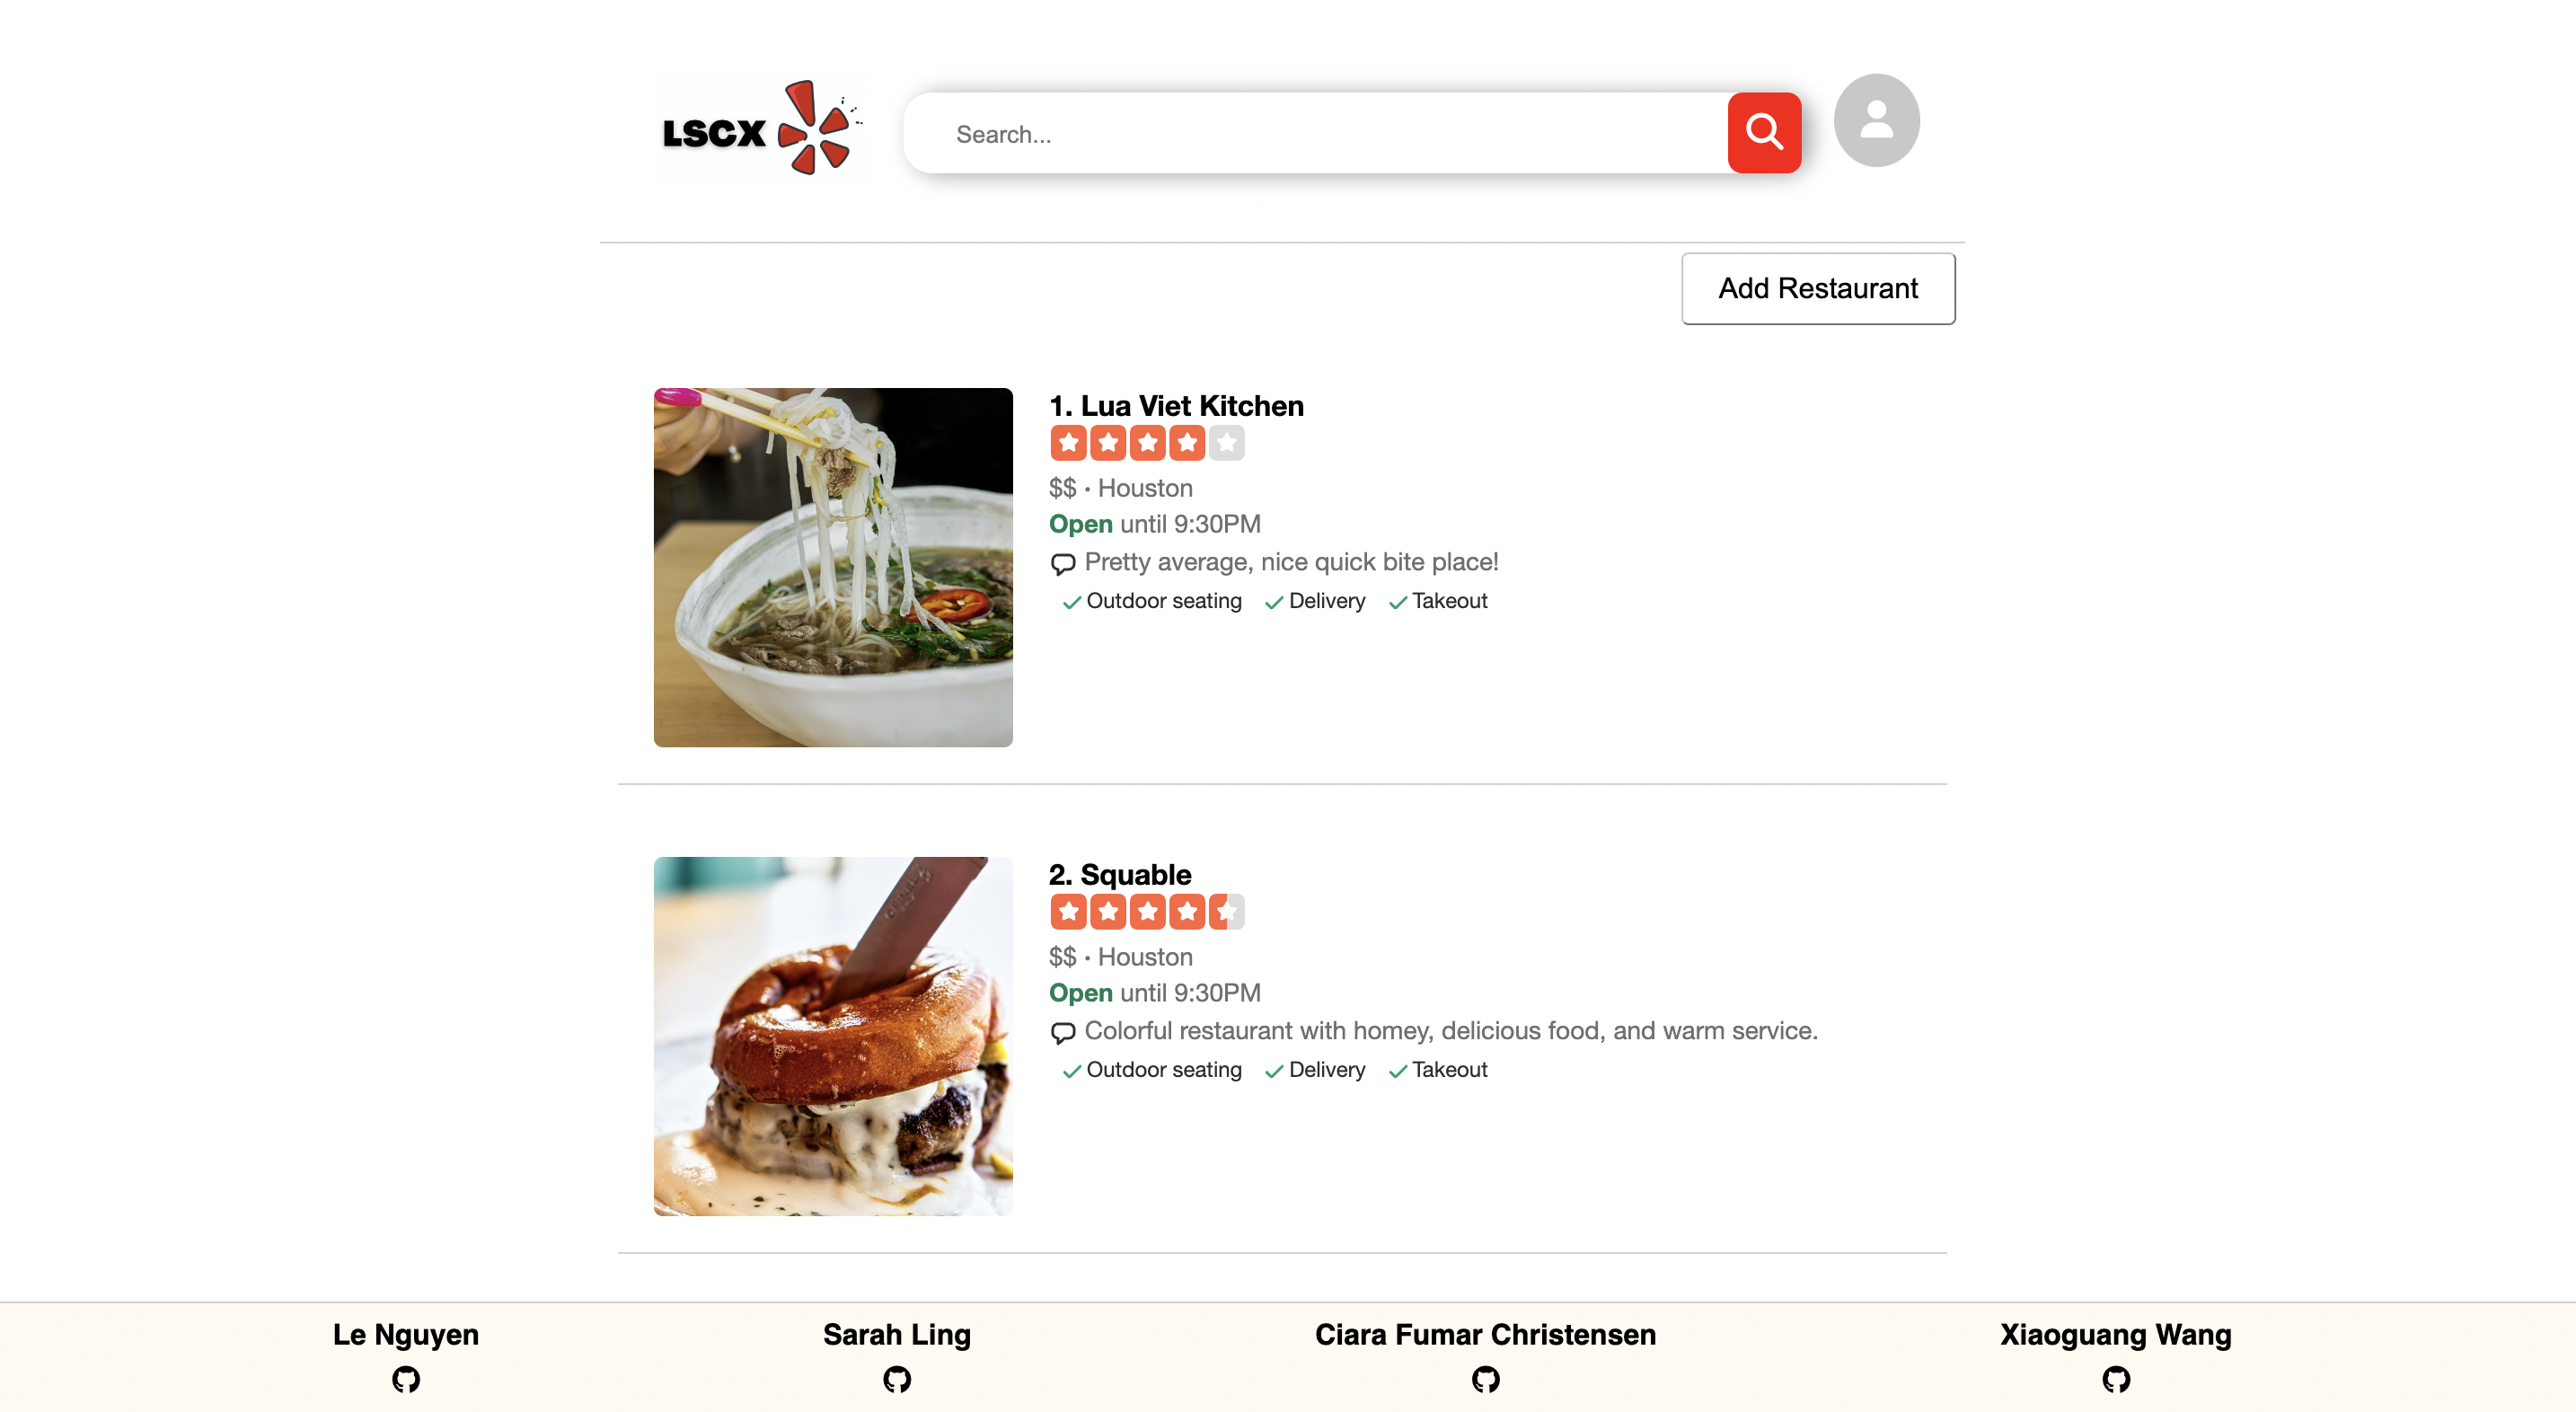 LSCX
Search...
Add Restaurant
1. Lua Viet Kitchen
$$ • Houston
Open until 9:30PM
Pretty average, nice quick bite place!
Outdoor seating Delivery Takeout
2. Squable
$$ • Houston
Open until 9:30PM
Colorful restaurant with homey, delicious food, and warm service.
Outdoor seating Delivery Takeout
Le Nguyen Sarah Ling Ciara Fumar Christensen Xiaoguang Wang